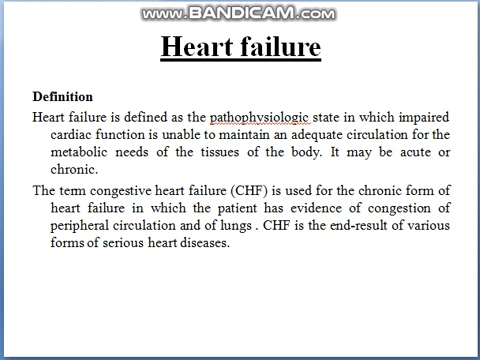 www.BANDICAM.com
Heart failure
Definition
Heart failure is defined as the pathophysiologic state in which impaired
cardiac function is unable to maintain an adequate circulation for the
metabolic needs of the tissues of the body. It may be acute or
chronic.
The term congestive heart failure (CHF) is used for the chronic form of
heart failure in which the patient has evidence of congestion of
peripheral circulation and of lungs . CHF is the end-result of various
forms of serious heart diseases.